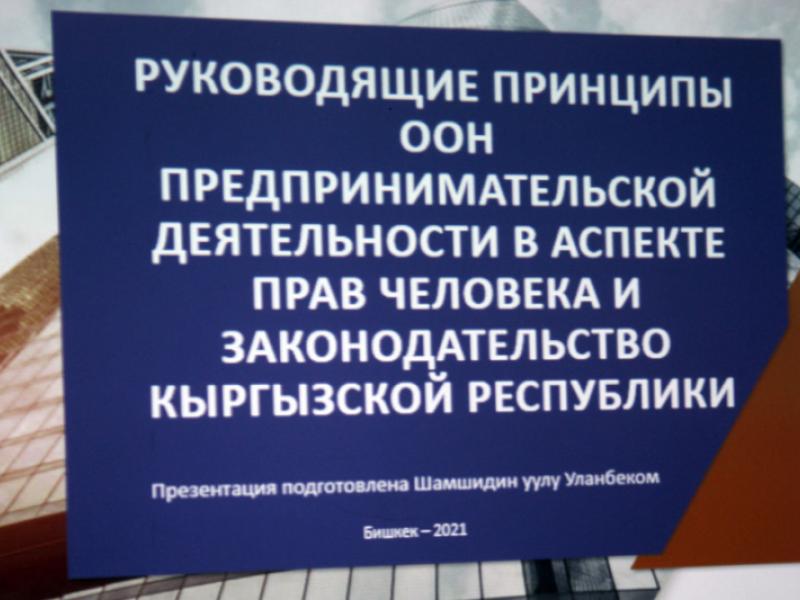 РУКОВОДЯЩИЕ ПРИНЦИПЫ
ООН
ПРЕДПРИНИМАТЕЛЬСКОЙ
ДЕЯТЕЛЬНОСТИ В АСПЕКТЕ
ПРАВ ЧЕЛОВЕКА И
ЗАКОНОДАТЕЛЬСТВО
КЫРГЫЗСКОЙ РЕСПУБЛИКИ
Презентация подготовлена Шамшидин уулу Уланбеком
Бишкек – 2021